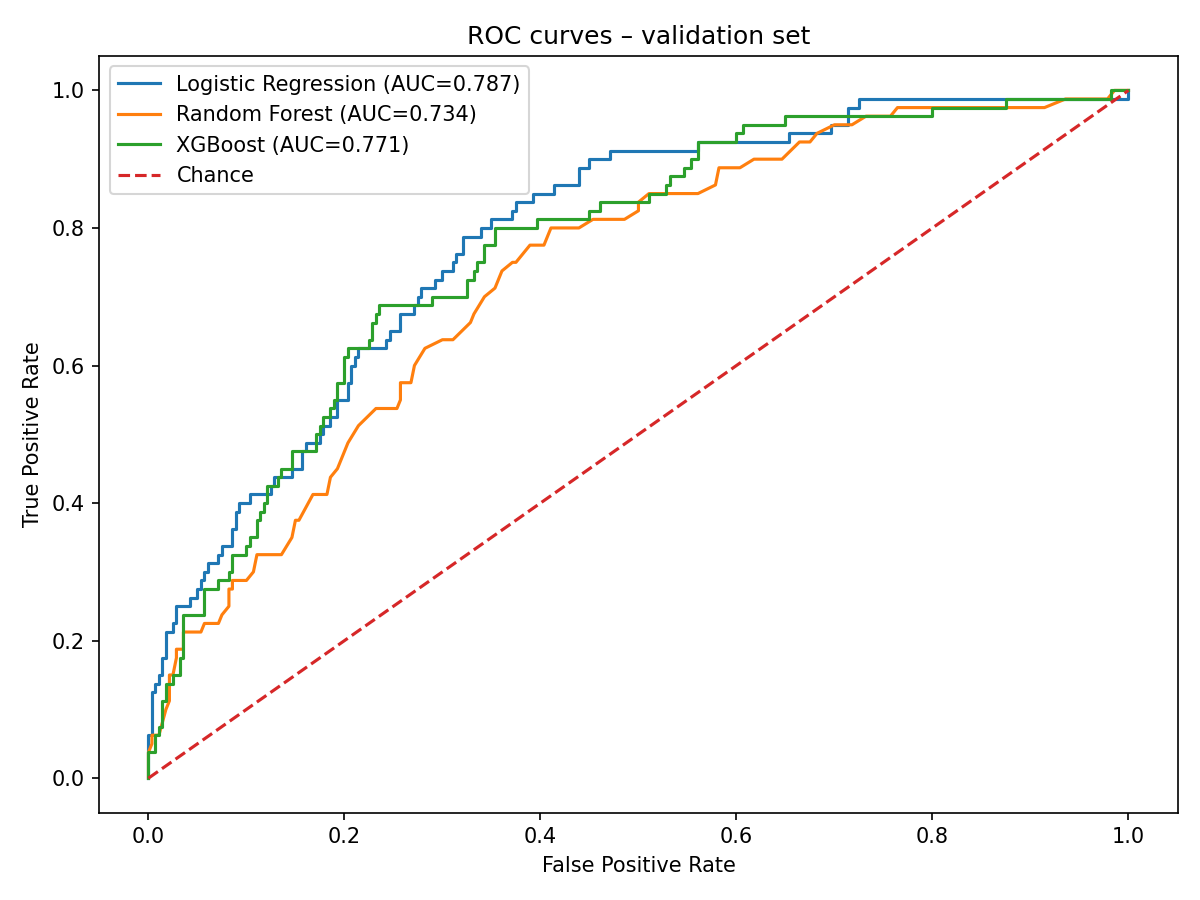 ROC curves – validation set
Logistic Regression (AUC=0.787)
Random Forest (AUC=0.734)
XGBoost (AUC=0.771)
Chance
True Positive Rate
1.0
0.8
0.6
0.4
0.2
0.0
0.0 0.2 0.4 0.6 0.8 1.0
False Positive Rate